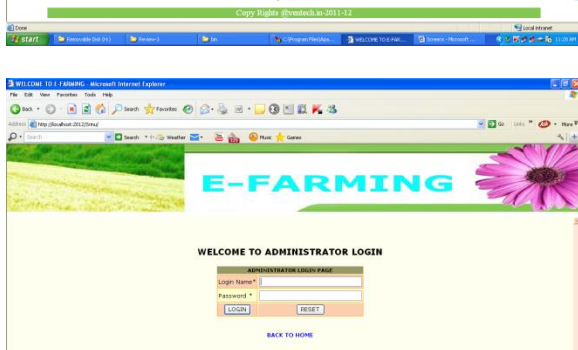 Copy Rights @ventech.in-2011-12
Done
Local intranet
start
Removable Disk (H:)
Review-3
bin
C:\Program Files\Apa...
WELCOME TO E-FAR...
Screens - Microsoft ...
11:28 AM
WELCOME TO E-FARMING - Microsoft Internet Explorer
File Edit View Favorites Tools Help
Back
Search
Favorites
Address
http://localhost:2012/Srinu/
Go
Links
Search
Search
Weather
Music
Games
E-FARMING
WELCOME TO ADMINISTRATOR LOGIN
ADMINISTRATOR LOGIN PAGE
Login Name*
Password *
LOGIN
RESET
BACK TO HOME